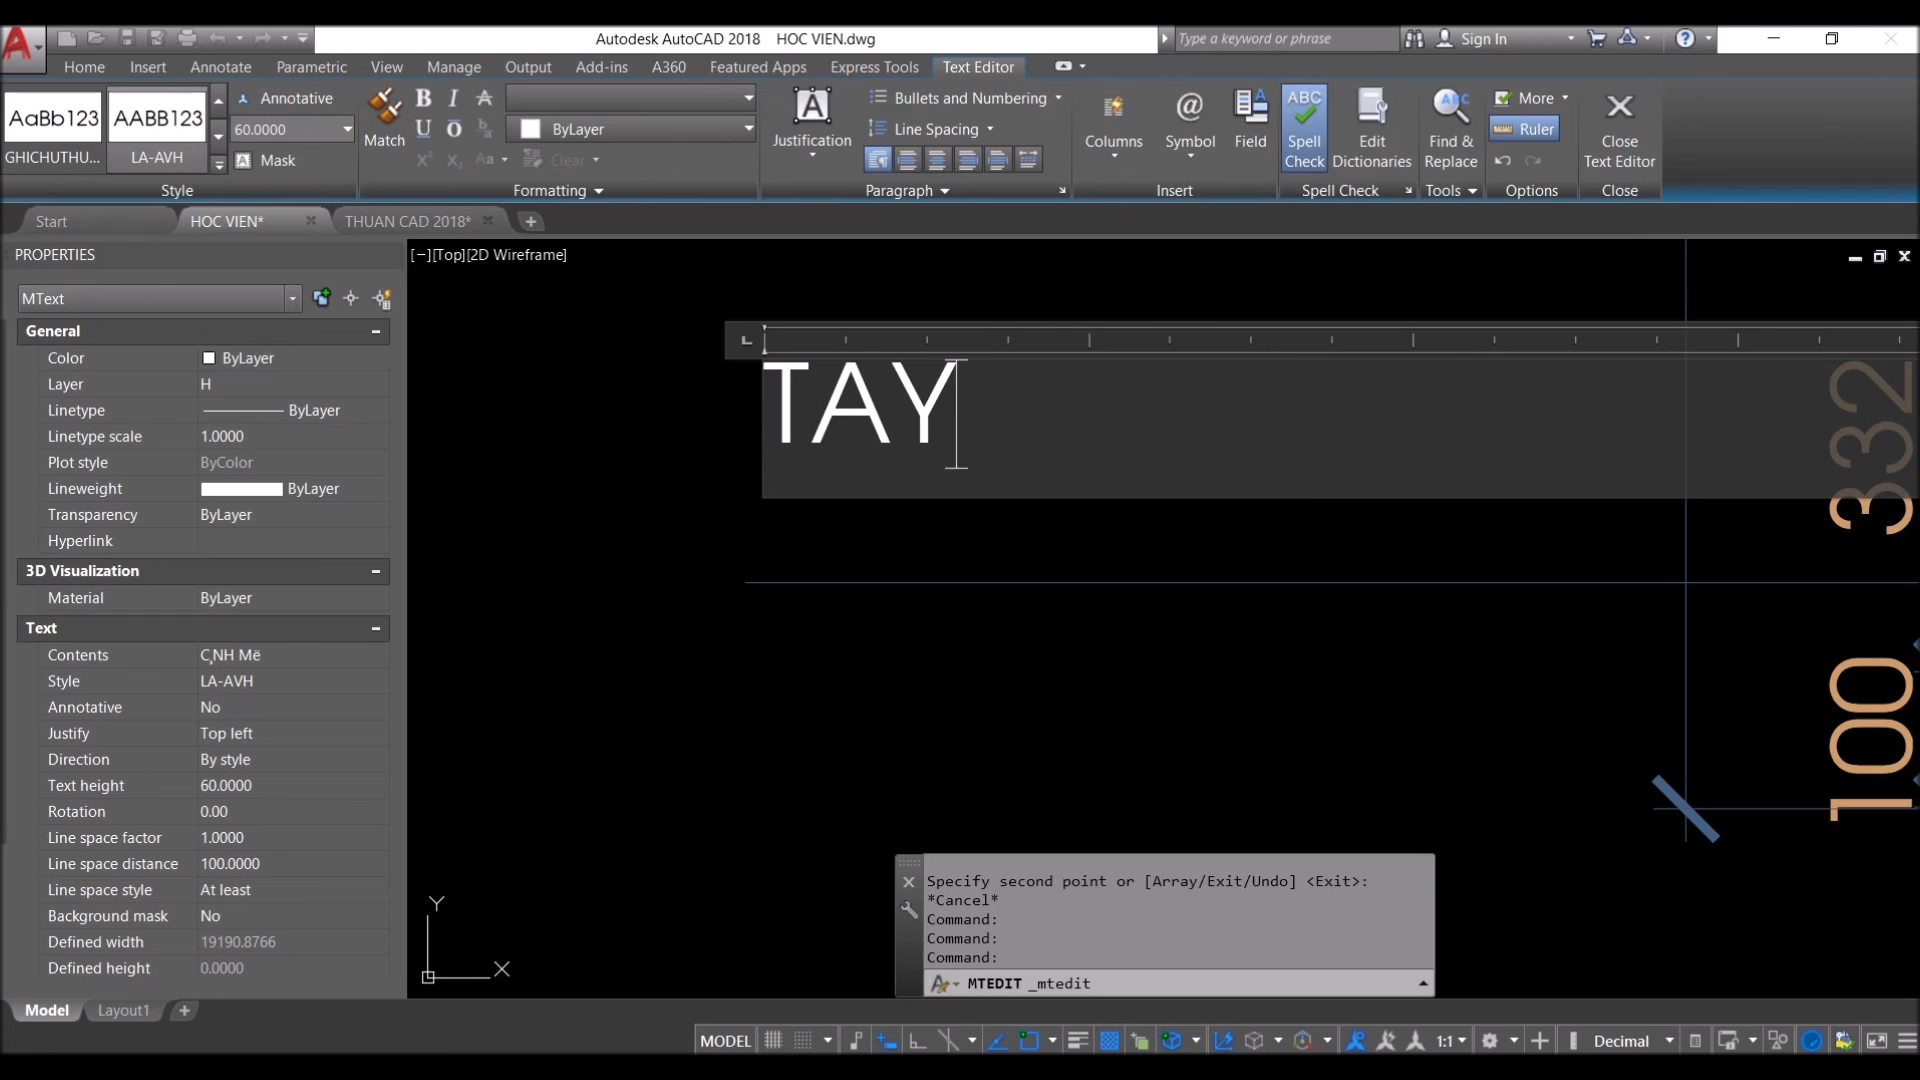 Autodesk AutoCAD 2018 HOC VIEN.dwg
Type a keyword or phrase
Sign In
Home Insert Annotate Parametric View Manage Output Add-ins A360 Featured Apps Express Tools Text Editor
AaBb123
GHICHUTHU...
AABB123
LA-AVH
Annotative
60.0000
Mask
Style
Match
ByLayer
Clear
Formatting
Justification
Bullets and Numbering
Line Spacing
Paragraph
Columns
Symbol
Field
Insert
Spell Check
Edit Dictionaries
Spell Check
Find & Replace
Tools
More
Ruler
Options
Close Text Editor
Close
Start
HOC VIEN*
THUAN CAD 2018*
PROPERTIES
MText
General
Color ByLayer
Layer H
Linetype ByLayer
Linetype scale 1.0000
Plot style ByColor
Lineweight ByLayer
Transparency ByLayer
Hyperlink
3D Visualization
Material ByLayer
Text
Contents C¸NH Më
Style LA-AVH
Annotative No
Justify Top left
Direction By style
Text height 60.0000
Rotation 0.00
Line space factor 1.0000
Line space distance 100.0000
Line space style At least
Background mask No
Defined width 19190.8766
Defined height 0.0000
[−][Top][2D Wireframe]
TAY
332
100
Y
X
Specify second point or [Array/Exit/Undo] <Exit>:
*Cancel*
Command:
Command:
Command:
MTEDIT _mtedit
Model
Layout1
MODEL
1:1
Decimal